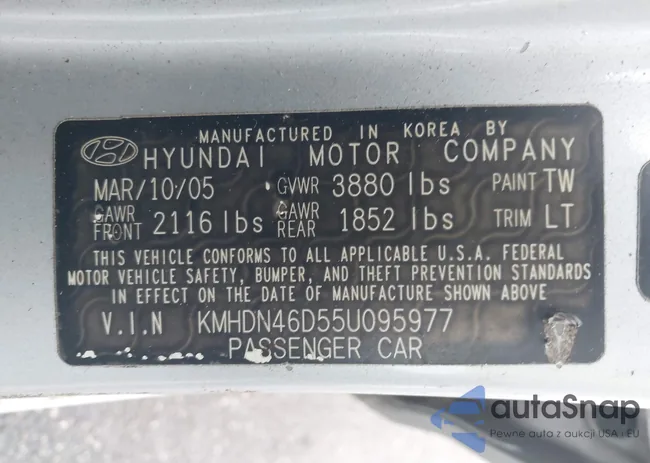 MANUFACTURED IN KOREA BY
HYUNDAI MOTOR COMPANY
MAR/10/05 GVWR 3880 lbs PAINT TW
GAWR FRONT 2116 lbs GAWR REAR 1852 lbs TRIM LT
THIS VEHICLE CONFORMS TO ALL APPLICABLE U.S.A. FEDERAL
MOTOR VEHICLE SAFETY, BUMPER, AND THEFT PREVENTION STANDARDS
IN EFFECT ON THE DATE OF MANUFACTURE SHOWN ABOVE
V.I.N KMHDN46D55U095977
PASSENGER CAR
autaSnap
Pewne auta z aukcji USA i EU